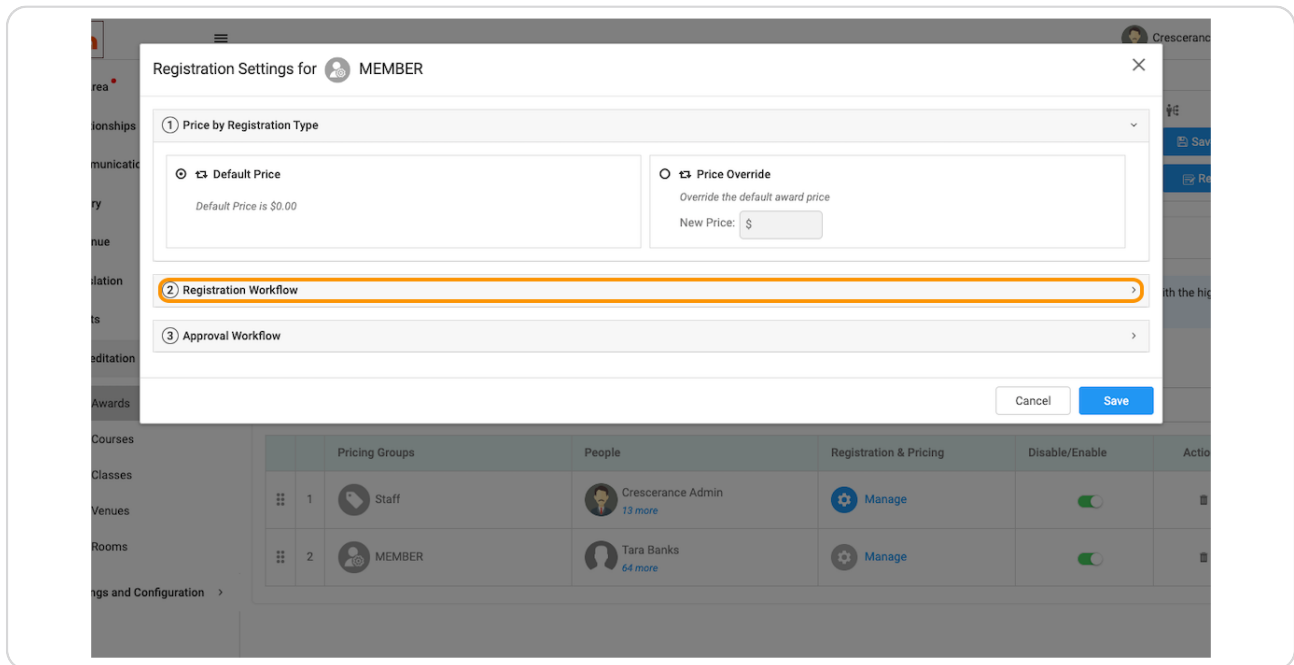 Cresceranc
Registration Settings for MEMBER
rea
ionships
1 Price by Registration Type
Sav
municatio
Default Price
Price Override
Re
Override the default award price
ry
Default Price is $0.00
New Price: $
nue
slation
2 Registration Workflow
ith the hig
ts
3 Approval Workflow
editation
Cancel Save
Awards
Courses
Pricing Groups People Registration & Pricing Disable/Enable Actio
Classes
1 Staff Crescerance Admin Manage
13 more
Venues
Rooms
2 MEMBER Tara Banks Manage
64 more
ngs and Configuration